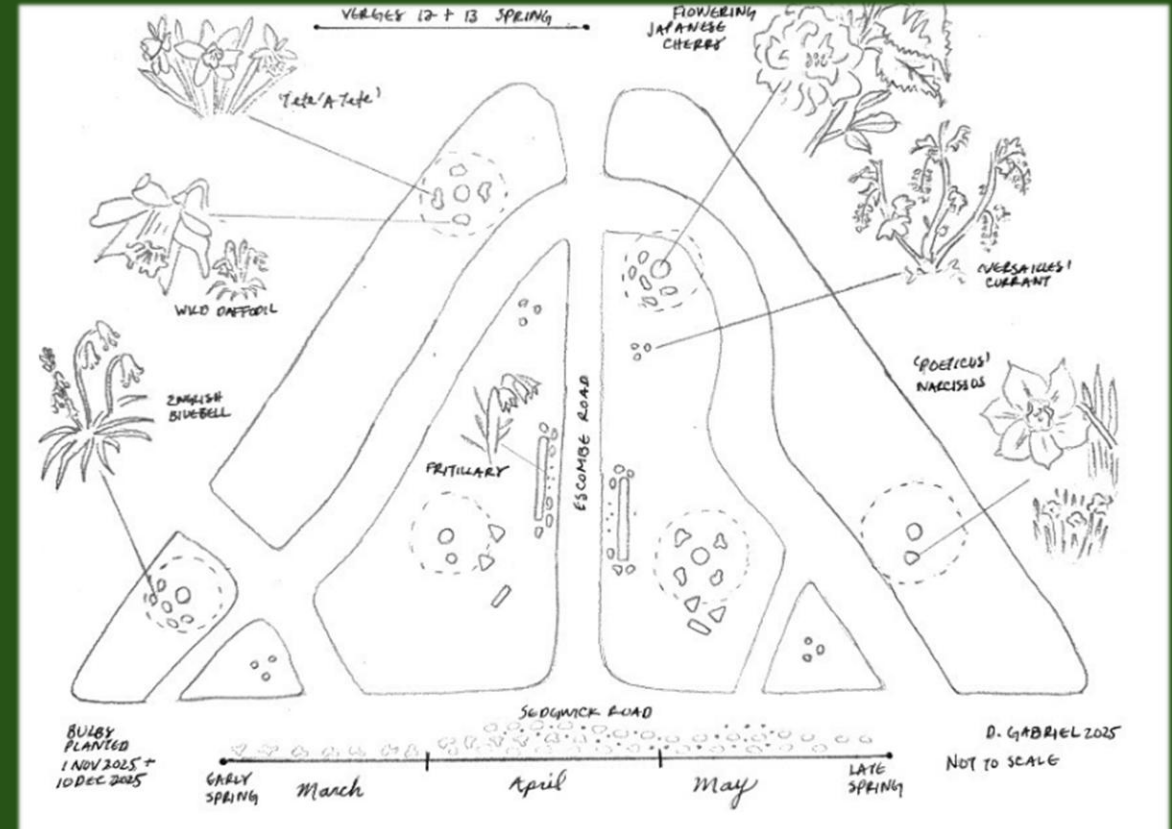 VERGES 12 + 13 SPRING
FLOWERING
JAPANESE
CHERRY
'Tete A Tete'
'VERSAILLES'
CURRANT
WILD DAFFODIL
'POETICUS'
NARCISSUS
ENGLISH
BLUEBELL
ESCOMBE ROAD
FRITILLARY
SEDGWICK ROAD
BULBS
PLANTED
1 NOV 2025 +
10 DEC 2025
D. GABRIEL 2025
NOT TO SCALE
EARLY
SPRING
March
April
May
LATE
SPRING